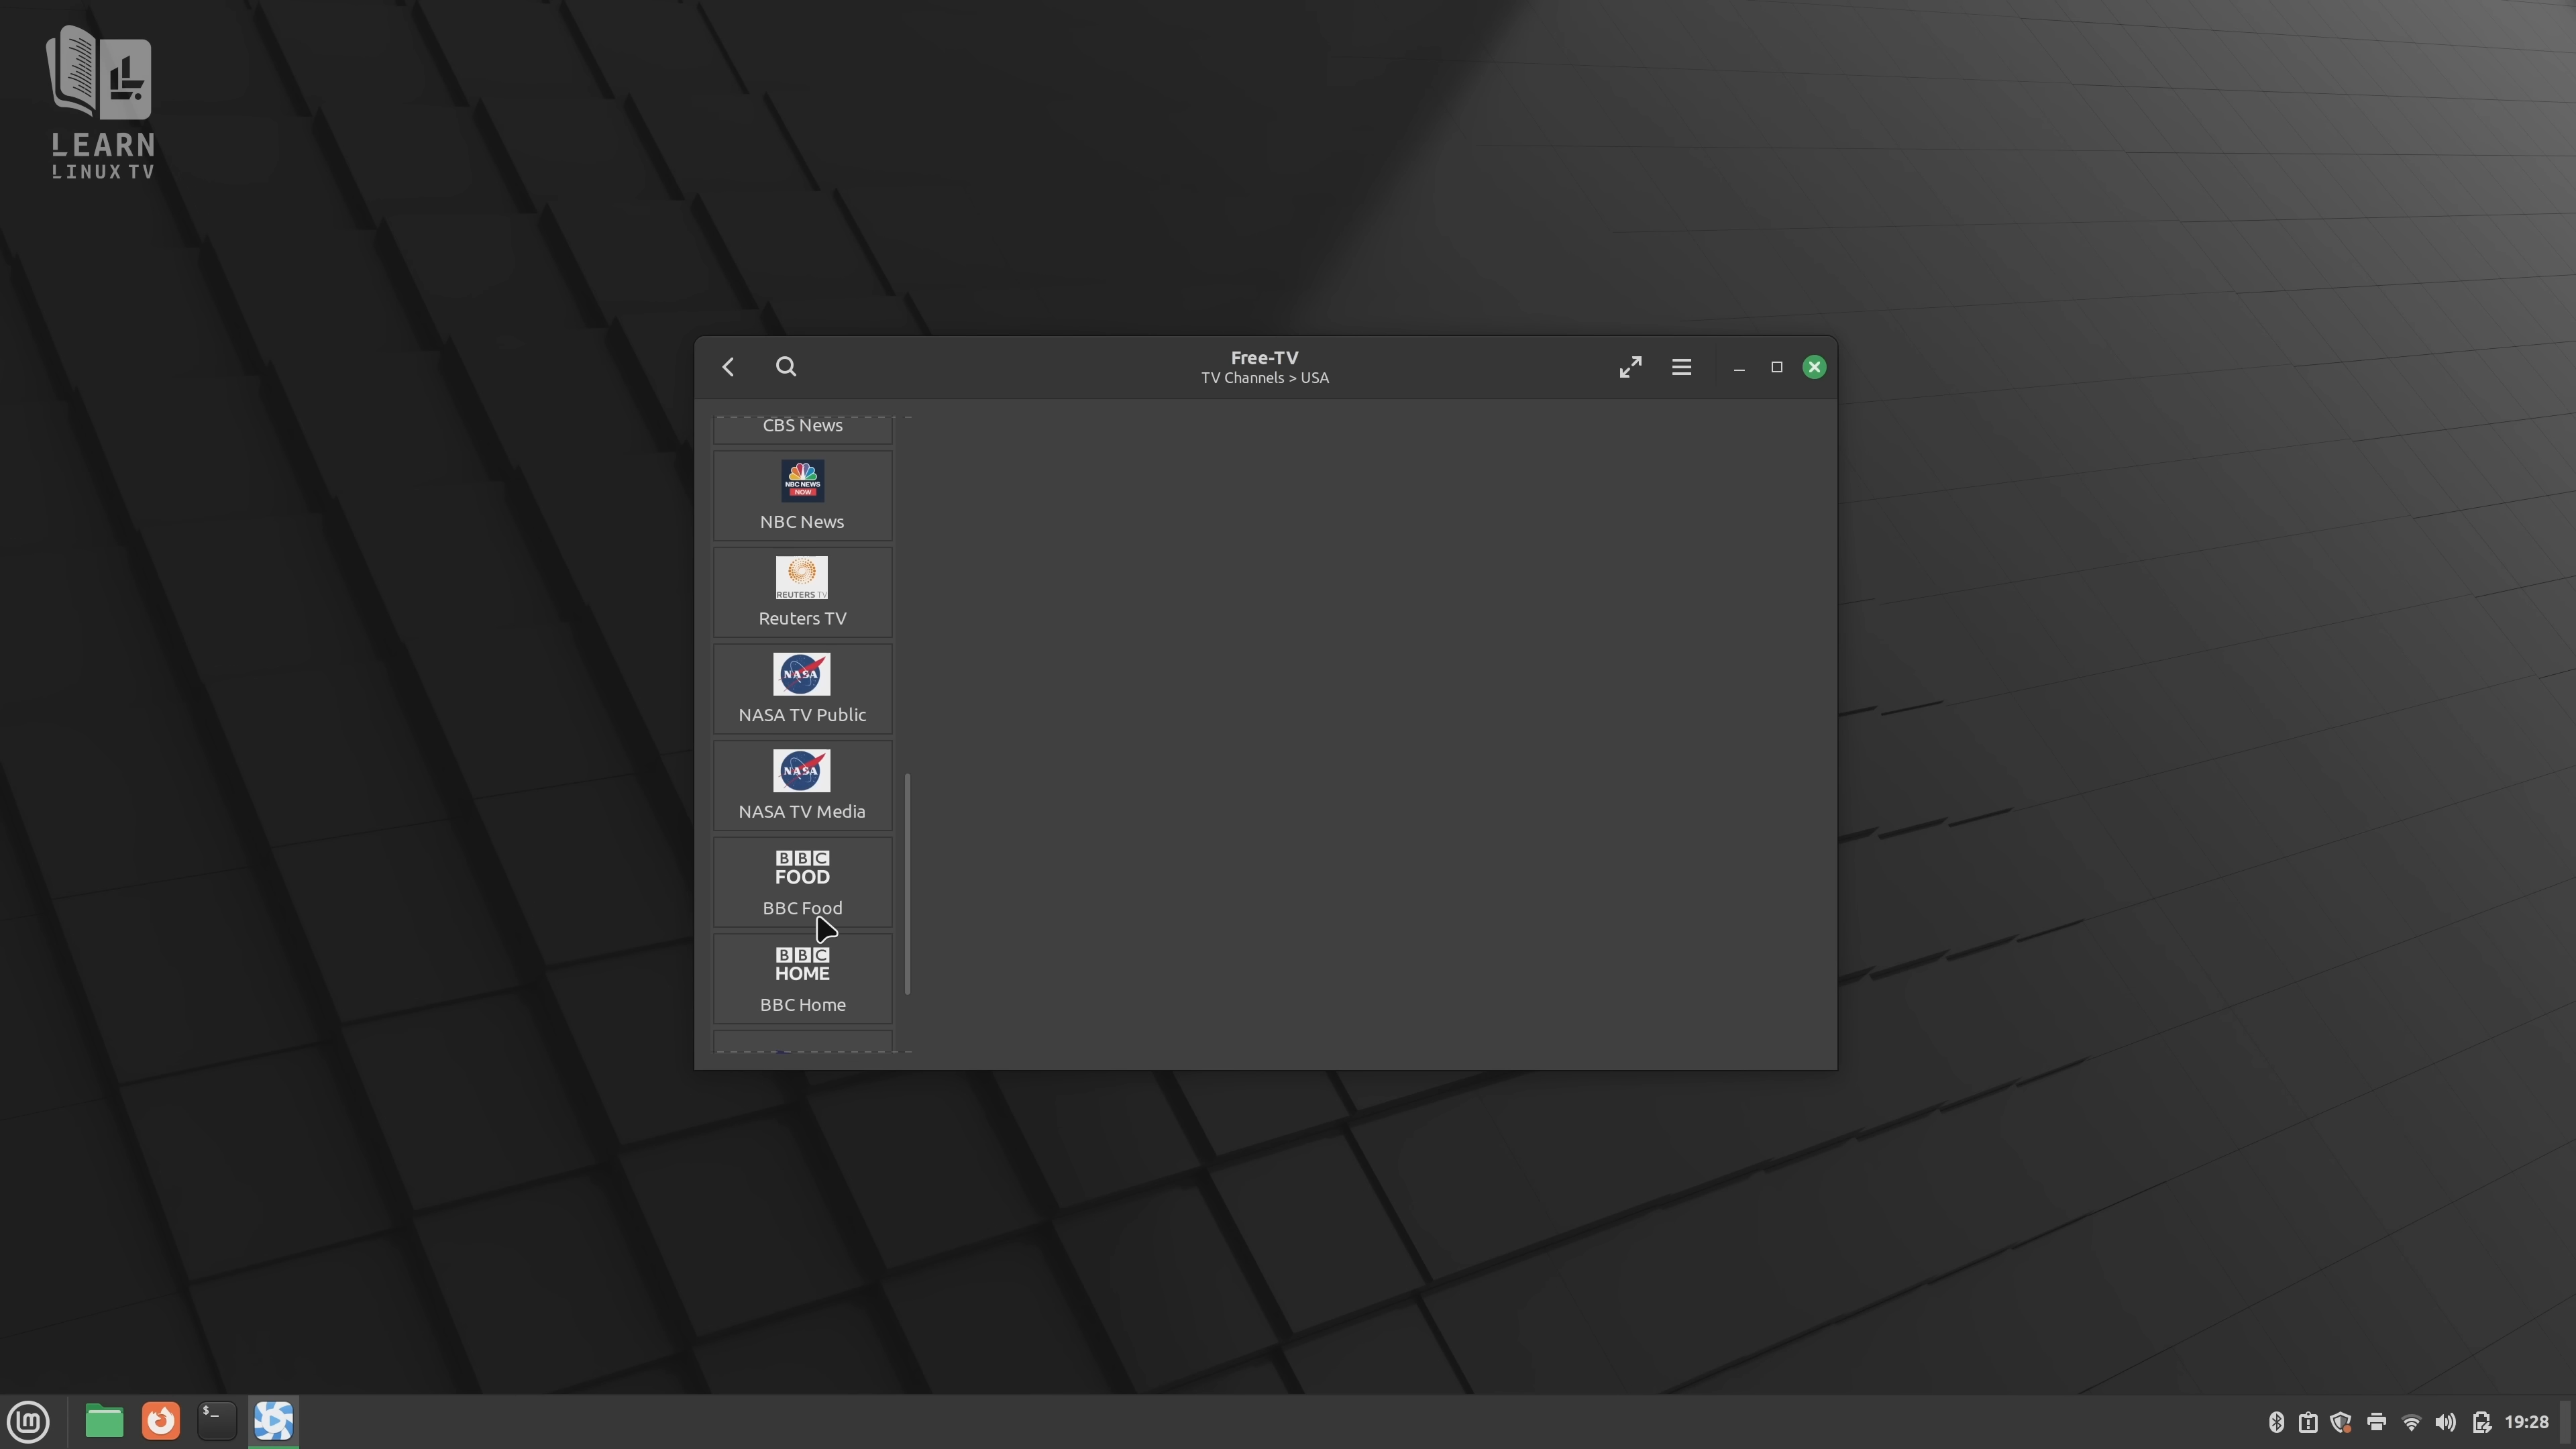 LEARN
LINUX TV
Free-TV
TV Channels > USA
CBS News
NBC NEWS
NOW
NBC News
REUTERS TV
Reuters TV
NASA
NASA TV Public
NASA
NASA TV Media
BBC
FOOD
BBC Food
BBC
HOME
BBC Home
$_
19:28